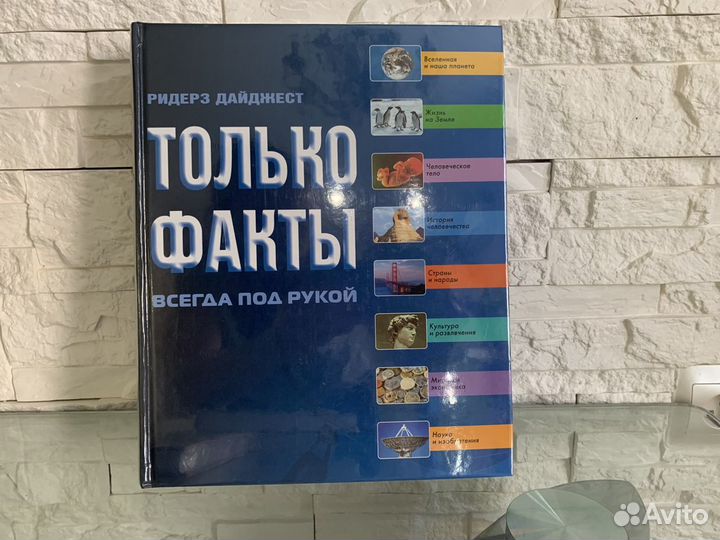 РИДЕРЗ ДАЙДЖЕСТ
ТОЛЬКО
ФАКТЫ
ВСЕГДА ПОД РУКОЙ
Вселенная
и наша планета
Жизнь
на Земле
Человеческое
тело
История
человечества
Страны
и народы
Культура
и развлечения
Мировая
экономика
Наука
и изобретения
Avito